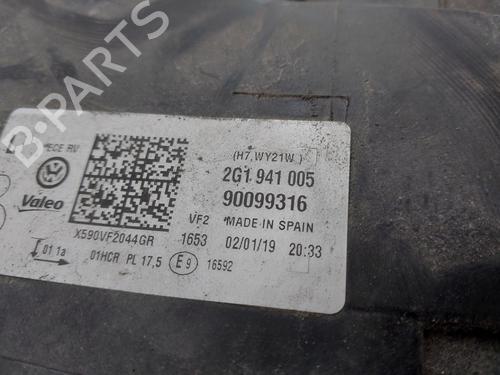 B-PARTS
ECE RV
(H7,WY21W )
2G1 941 005
Valeo
90099316
VF2 MADE IN SPAIN
X590VF2044GR 1653 02/01/19 20:33
01 1a 01HCR PL 17,5 E9 16592